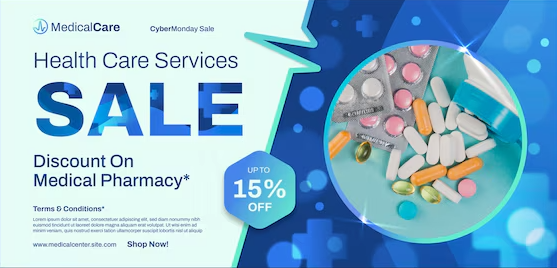 MedicalCare
CyberMonday Sale
Health Care Services
SALE
Discount On
Medical Pharmacy*
UP TO
15%
OFF
Terms & Conditions*
Lorem ipsum dolor sit amet, consectetuer adipiscing elit, sed diam nonummy nibh
euismod tincidunt ut laoreet dolore magna aliquam erat volutpat. Ut wisi enim ad
minim veniam, quis nostrud exerci tation ullamcorper suscipit lobortis nisl ut aliquip
www.medicalcenter.site.com
Shop Now!